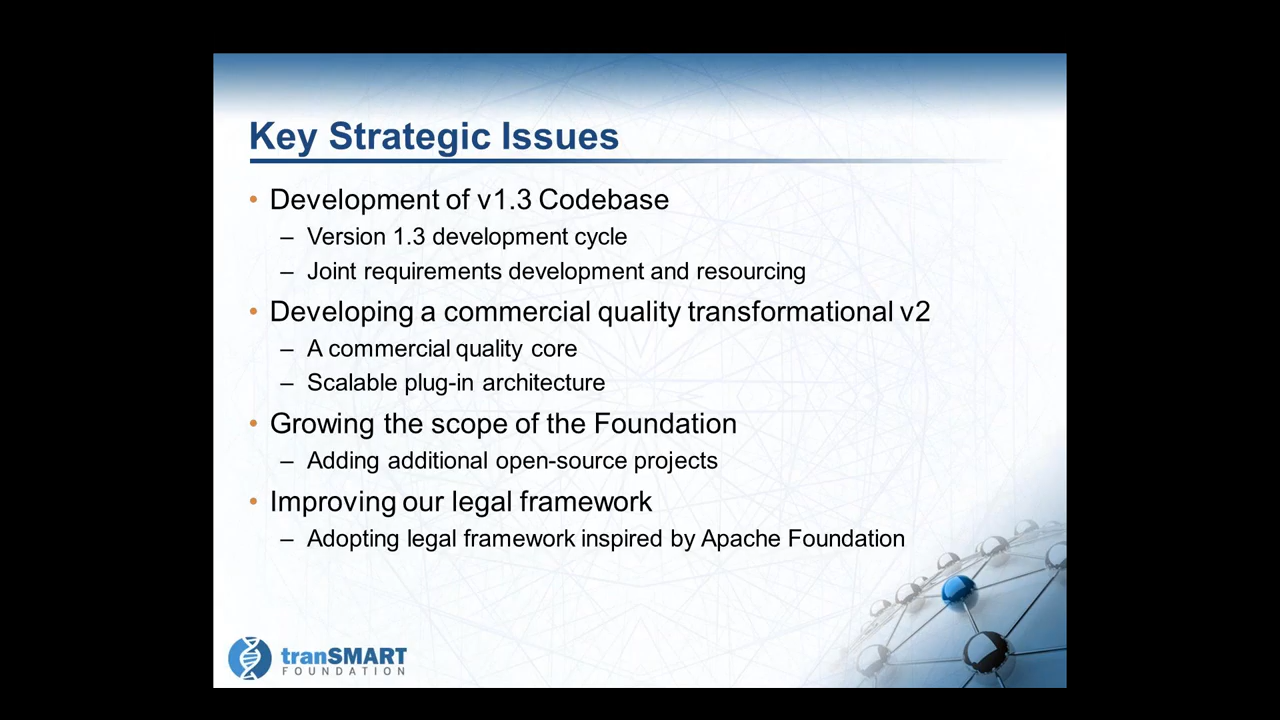 Key Strategic Issues
• Development of v1.3 Codebase
– Version 1.3 development cycle
– Joint requirements development and resourcing
• Developing a commercial quality transformational v2
– A commercial quality core
– Scalable plug-in architecture
• Growing the scope of the Foundation
– Adding additional open-source projects
• Improving our legal framework
– Adopting legal framework inspired by Apache Foundation
tranSMART
FOUNDATION